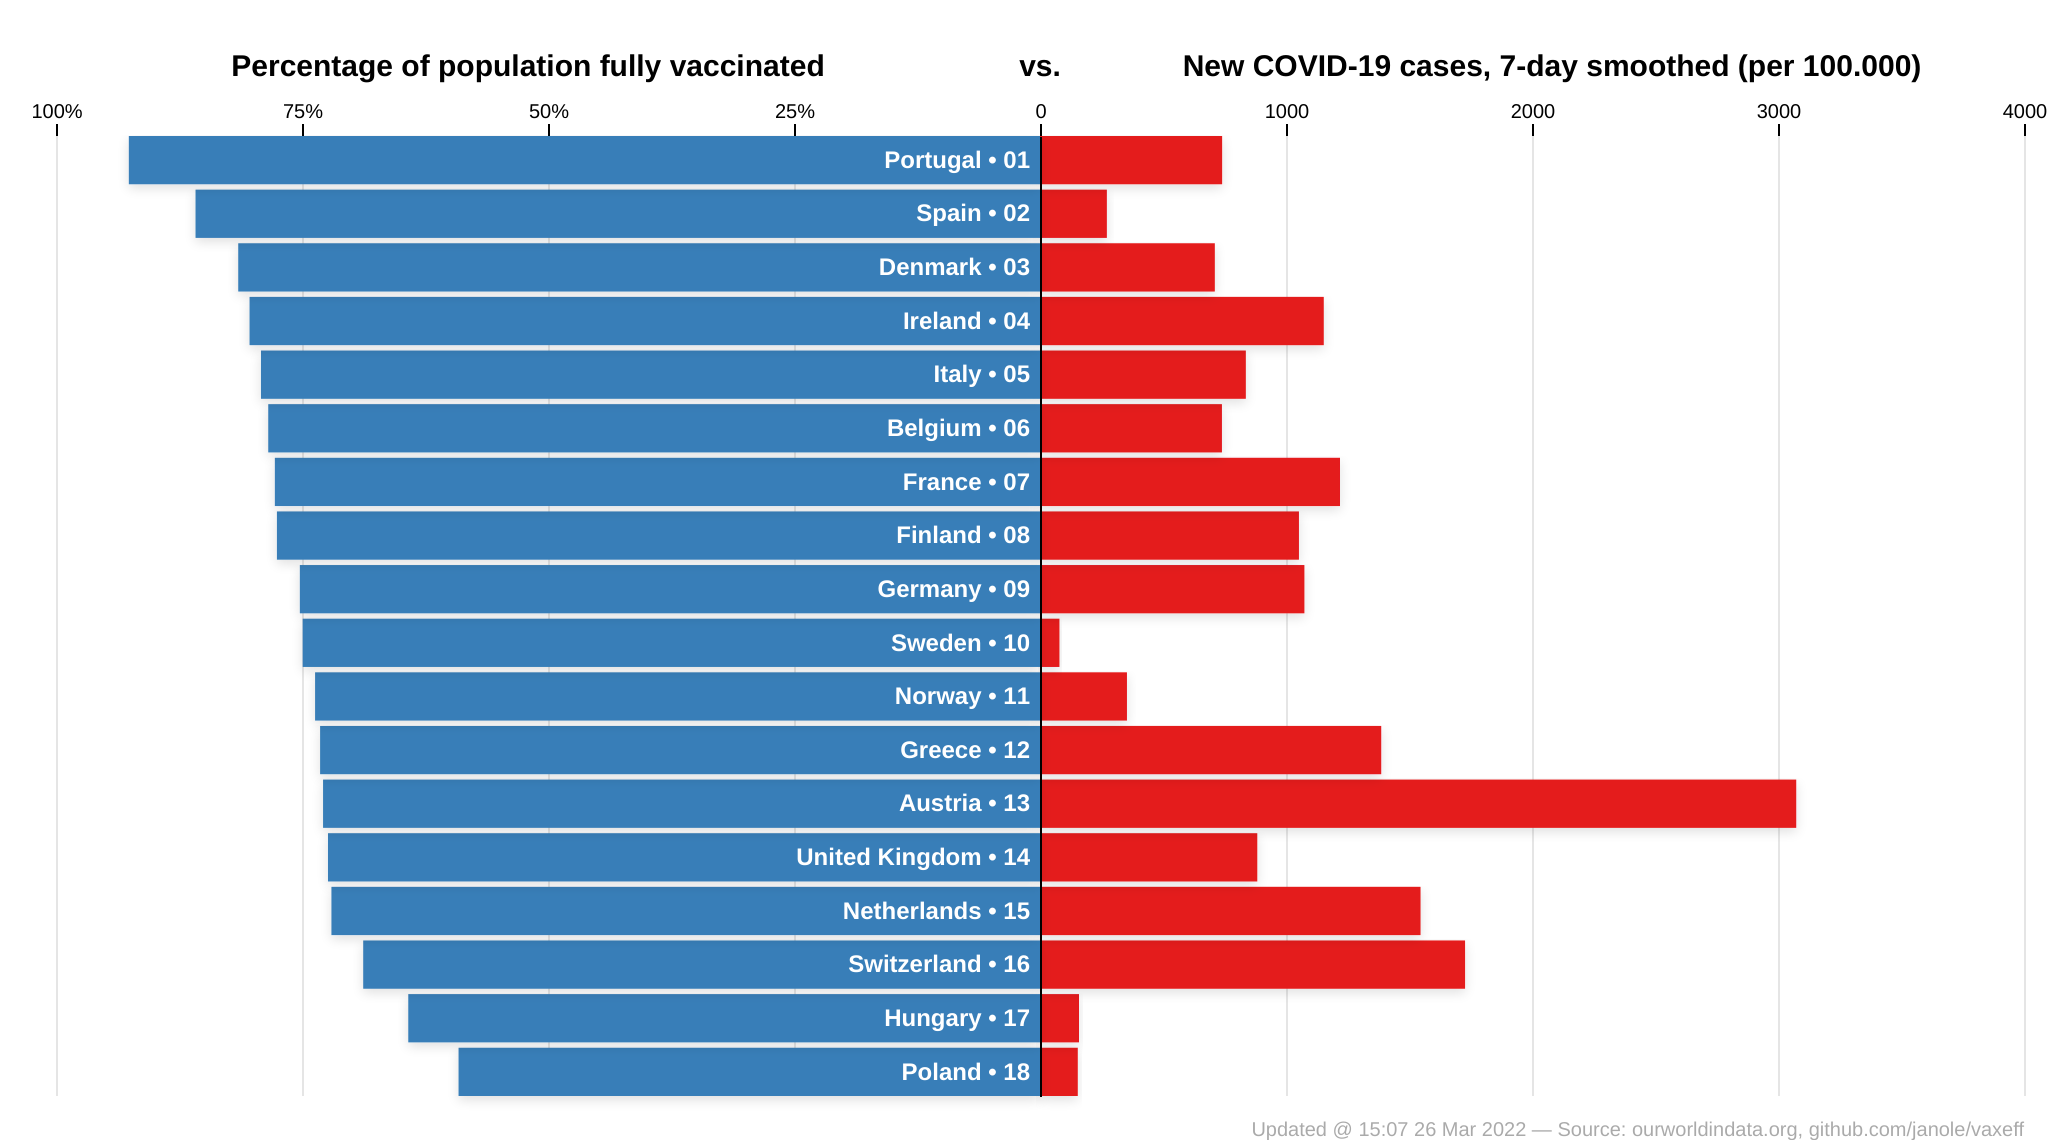 Percentage of population fully vaccinated vs. New COVID-19 cases, 7-day smoothed (per 100.000)
100% 75% 50% 25% 0 1000 2000 3000 4000
Portugal • 01
Spain • 02
Denmark • 03
Ireland • 04
Italy • 05
Belgium • 06
France • 07
Finland • 08
Germany • 09
Sweden • 10
Norway • 11
Greece • 12
Austria • 13
United Kingdom • 14
Netherlands • 15
Switzerland • 16
Hungary • 17
Poland • 18
Updated @ 15:07 26 Mar 2022 — Source: ourworldindata.org, github.com/janole/vaxeff